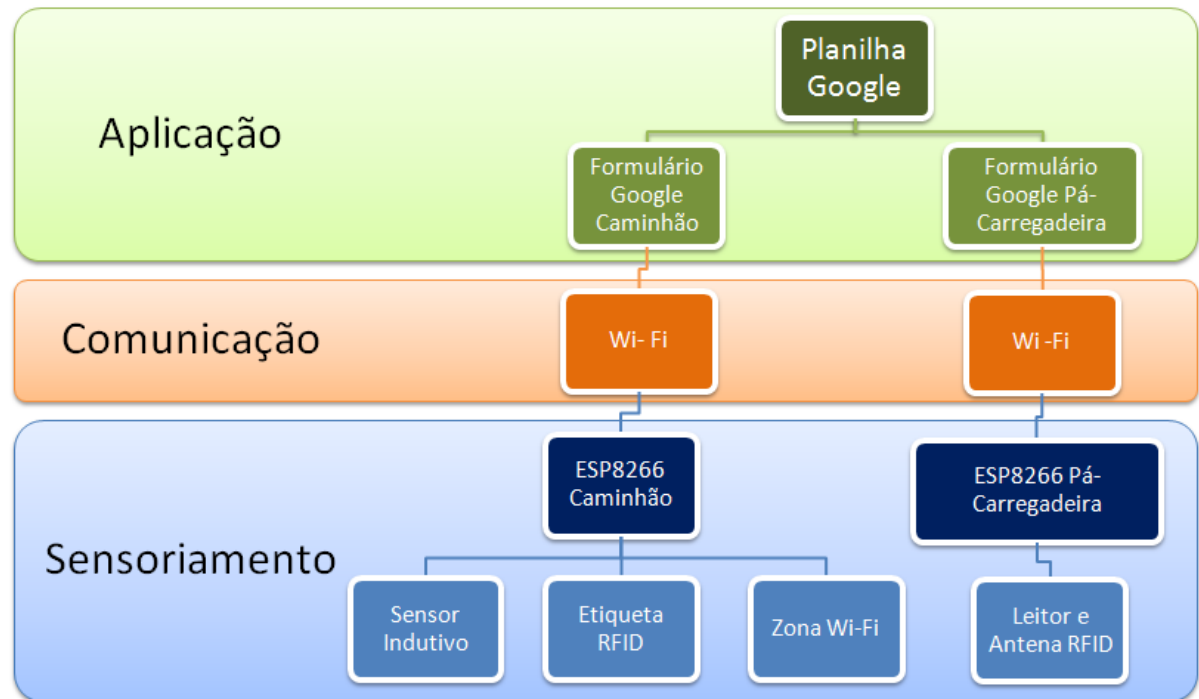 Planilha
Google
Aplicação
Formulário
Google
Caminhão
Formulário
Google Pá-
Carregadeira
Comunicação
Wi- Fi
Wi -Fi
ESP8266
Caminhão
ESP8266 Pá-
Carregadeira
Sensoriamento
Sensor
Indutivo
Etiqueta
RFID
Zona Wi-Fi
Leitor e
Antena RFID